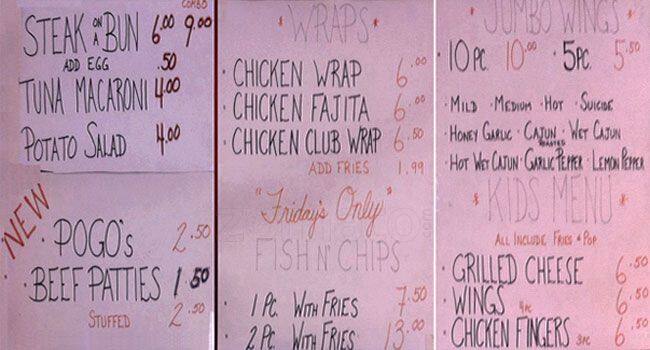 COMBO
STEAK ON A BUN 6.00 9.00
ADD EGG .50
TUNA MACARONI 4.00
POTATO SALAD 4.00
NEW
· POGO'S 2.50
· BEEF PATTIES 1.50
STUFFED 2.50
* WRAPS *
· CHICKEN WRAP 6.00
· CHICKEN FAJITA 6.00
· CHICKEN CLUB WRAP 6.50
ADD FRIES 1.99
"Friday's Only"
FISH N' CHIPS
· 1 PC. WITH FRIES 7.50
· 2 PC. WITH FRIES 13.00
JUMBO WINGS
10 PC. 10.00 · 5 PC. 5.50
· MILD · MEDIUM · HOT · SUICIDE
· HONEY GARLIC · CAJUN · WET CAJUN
ROASTED
· HOT WET CAJUN · GARLIC PEPPER · LEMON PEPPER
* KIDS MENU *
ALL INCLUDE FRIES & POP
· GRILLED CHEESE 6.50
· WINGS 4PC 6.50
· CHICKEN FINGERS 3PC 6.50